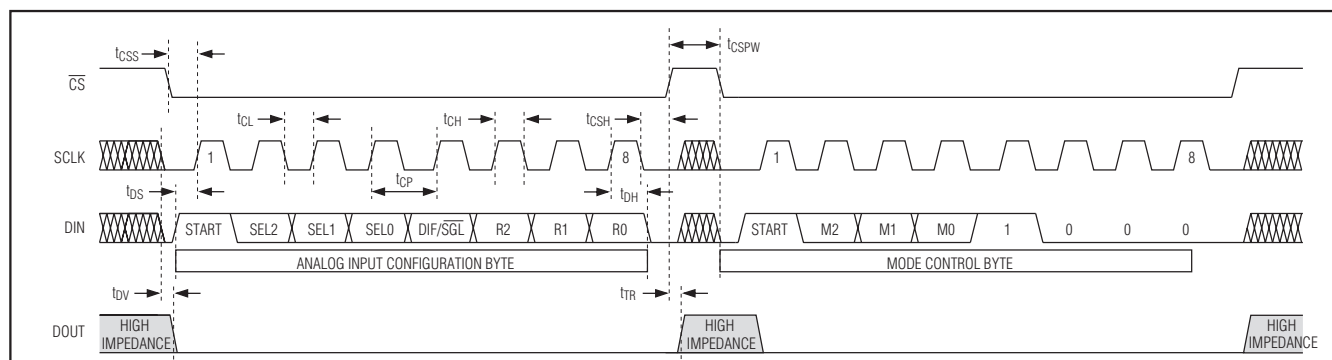 tCSS
tCSPW
CS
tCL
tCH
tCSH
SCLK
1
8
1
8
tDS
tCP
tDH
DIN
START
SEL2
SEL1
SEL0
DIF/SGL
R2
R1
R0
START
M2
M1
M0
1
0
0
0
ANALOG INPUT CONFIGURATION BYTE
MODE CONTROL BYTE
tDV
tTR
DOUT
HIGH
IMPEDANCE
HIGH
IMPEDANCE
HIGH
IMPEDANCE